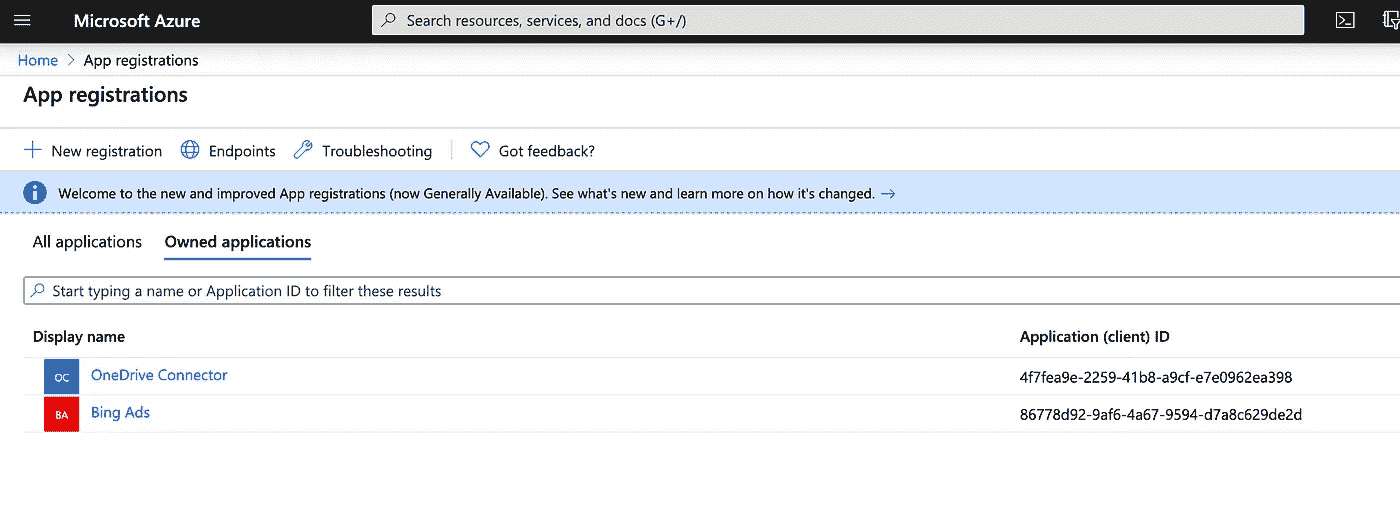 Microsoft Azure
Search resources, services, and docs (G+/)
Home > App registrations
App registrations
New registration Endpoints Troubleshooting Got feedback?
Welcome to the new and improved App registrations (now Generally Available). See what's new and learn more on how it's changed. →
All applications Owned applications
Start typing a name or Application ID to filter these results
Display name Application (client) ID
OC OneDrive Connector 4f7fea9e-2259-41b8-a9cf-e7e0962ea398
BA Bing Ads 86778d92-9af6-4a67-9594-d7a8c629de2d